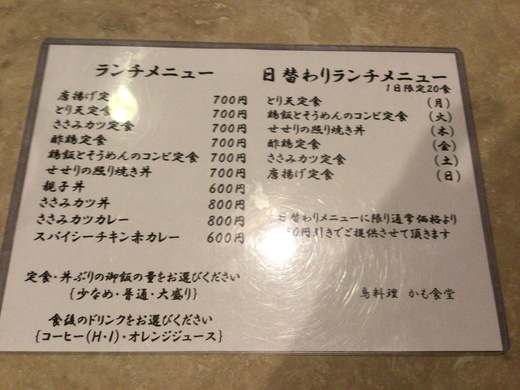 ランチメニュー
唐揚げ定 700円
とり天定食 700円
ささみカツ定食 700円
酢鶏定食 700円
鶏飯とそうめんのコンビ定食 700円
せせりの照り焼き丼 700円
親子丼 600円
ささみカツ丼 800円
ささみカツカレー 800円
スパイシーチキン赤カレー 600円
定食・丼ぶりの御飯の量をお選びください
{少なめ・普通・大盛り}
食後のドリンクをお選びください
{コーヒー(H・I)・オレンジジュース}
日替わりランチメニュー
1日限定20食
とり天定食 (月)
鶏飯とそうめんのコンビ定食 (火)
せせりの照り焼き丼 (木)
酢鶏定食 (金)
ささみカツ定食 (土)
唐揚げ定食 (日)
日替わりメニューに限り通常価格より
0円引きでご提供させて頂きます
鳥料理 かも食堂